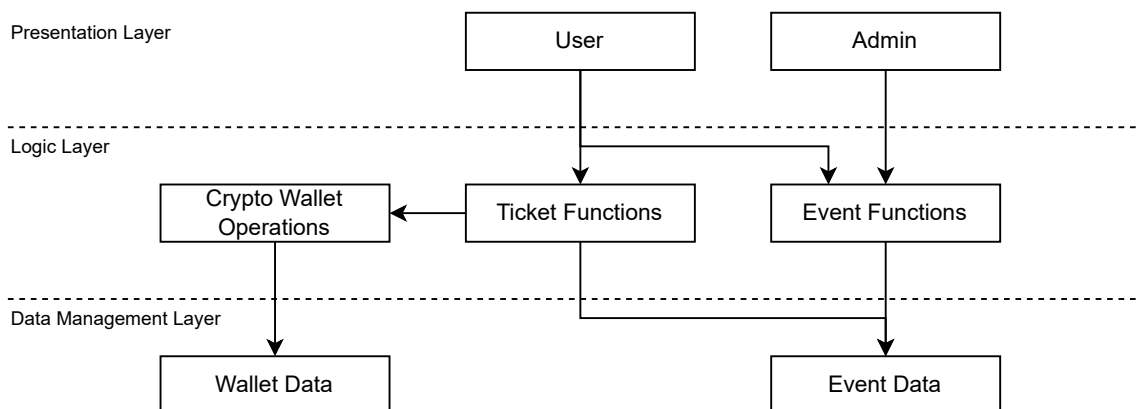 Presentation Layer
User
Admin
Logic Layer
Crypto Wallet
Operations
Ticket Functions
Event Functions
Data Management Layer
Wallet Data
Event Data